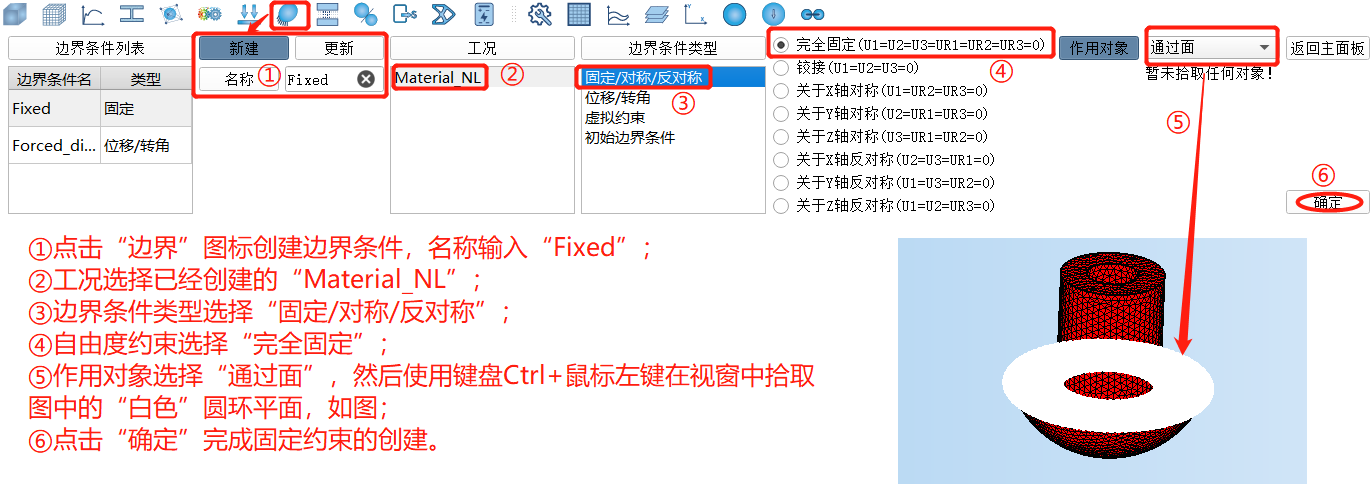 边界条件列表 新建 更新 工况 边界条件类型 完全固定(U1=U2=U3=UR1=UR2=UR3=0) 作用对象 通过面 返回主面板
边界条件名 类型 ① 名称 Fixed Material_NL ② 固定/对称/反对称 铰接(U1=U2=U3=0) ④ 暂未拾取任何对象!
Fixed 固定 位移/转角 ③ 关于X轴对称(U1=UR2=UR3=0)
虚拟约束 关于Y轴对称(U2=UR1=UR3=0) ⑤
Forced_di... 位移/转角 初始边界条件 关于Z轴对称(U3=UR1=UR2=0)
关于X轴反对称(U2=U3=UR1=0)
关于Y轴反对称(U1=U3=UR2=0) ⑥
关于Z轴反对称(U1=U2=UR3=0) 确定
①点击“边界”图标创建边界条件，名称输入“Fixed”；
②工况选择已经创建的“Material_NL”；
③边界条件类型选择“固定/对称/反对称”；
④自由度约束选择“完全固定”；
⑤作用对象选择“通过面”，然后使用键盘Ctrl+鼠标左键在视窗中拾取
图中的“白色”圆环平面，如图；
⑥点击“确定”完成固定约束的创建。